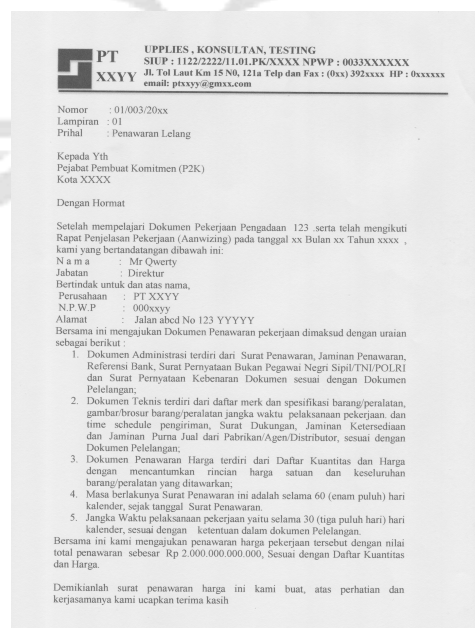 PT XXYY
UPPLIES , KONSULTAN, TESTING
SIUP : 1122/2222/11.01.PK/XXXX NPWP : 0033XXXXXX
Jl. Tol Laut Km 15 N0, 121a Telp dan Fax : (0xx) 392xxxx HP : 0xxxxxx
email: ptxxyy@gmxx.com
Nomor : 01/003/20xx
Lampiran : 01
Prihal : Penawaran Lelang
Kepada Yth
Pejabat Pembuat Komitmen (P2K)
Kota XXXX
Dengan Hormat
Setelah mempelajari Dokumen Pekerjaan Pengadaan 123 .serta telah mengikuti
Rapat Penjelasan Pekerjaan (Aanwizing) pada tanggal xx Bulan xx Tahun xxxx ,
kami yang bertandatangan dibawah ini:
N a m a : Mr Qwerty
Jabatan : Direktur
Bertindak untuk dan atas nama,
Perusahaan : PT XXYY
N.P.W.P : 000xxyy
Alamat : Jalan abcd No 123 YYYYY
Bersama ini mengajukan Dokumen Penawaran pekerjaan dimaksud dengan uraian
sebagai berikut :
1. Dokumen Administrasi terdiri dari Surat Penawaran, Jaminan Penawaran,
Referensi Bank, Surat Pernyataan Bukan Pegawai Negri Sipil/TNI/POLRI
dan Surat Pernyataan Kebenaran Dokumen sesuai dengan Dokumen
Pelelangan;
2. Dokumen Teknis terdiri dari daftar merk dan spesifikasi barang/peralatan,
gambar/brosur barang/peralatan jangka waktu pelaksanaan pekerjaan. dan
time schedule pengiriman, Surat Dukungan, Jaminan Ketersediaan
dan Jaminan Purna Jual dari Pabrikan/Agen/Distributor, sesuai dengan
Dokumen Pelelangan;
3. Dokumen Penawaran Harga terdiri dari Daftar Kuantitas dan Harga
dengan mencantumkan rincian harga satuan dan keseluruhan
barang/peralatan yang ditawarkan;
4. Masa berlakunya Surat Penawaran ini adalah selama 60 (enam puluh) hari
kalender, sejak tanggal Surat Penawaran.
5. Jangka Waktu pelaksanaan pekerjaan yaitu selama 30 (tiga puluh hari) hari
kalender, sesuai dengan ketentuan dalam dokumen Pelelangan.
Bersama ini kami mengajukan penawaran harga pekerjaan tersebut dengan nilai
total penawaran sebesar Rp 2.000.000.000.000, Sesuai dengan Daftar Kuantitas
dan Harga.
Demikianlah surat penawaran harga ini kami buat, atas perhatian dan
kerjasamanya kami ucapkan terima kasih